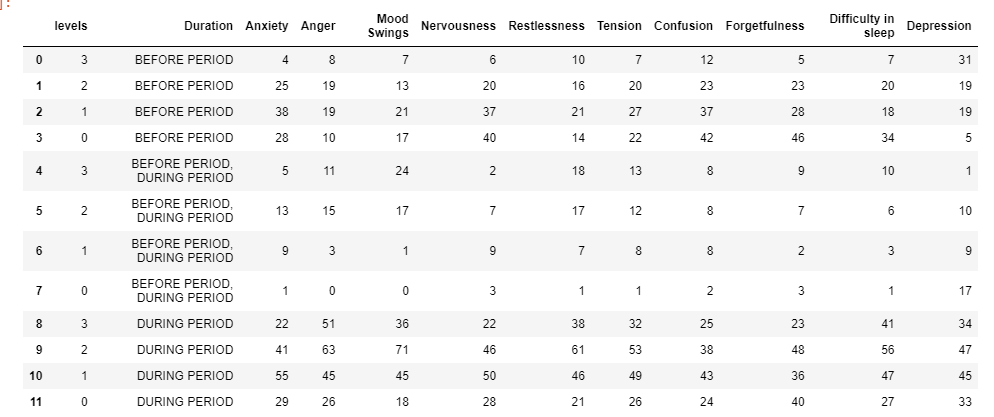 ]:
levels Duration Anxiety Anger Mood Swings Nervousness Restlessness Tension Confusion Forgetfulness Difficulty in sleep Depression
0 3 BEFORE PERIOD 4 8 7 6 10 7 12 5 7 31
1 2 BEFORE PERIOD 25 19 13 20 16 20 23 23 20 19
2 1 BEFORE PERIOD 38 19 21 37 21 27 37 28 18 19
3 0 BEFORE PERIOD 28 10 17 40 14 22 42 46 34 5
4 3 BEFORE PERIOD, DURING PERIOD 5 11 24 2 18 13 8 9 10 1
5 2 BEFORE PERIOD, DURING PERIOD 13 15 17 7 17 12 8 7 6 10
6 1 BEFORE PERIOD, DURING PERIOD 9 3 1 9 7 8 8 2 3 9
7 0 BEFORE PERIOD, DURING PERIOD 1 0 0 3 1 1 2 3 1 17
8 3 DURING PERIOD 22 51 36 22 38 32 25 23 41 34
9 2 DURING PERIOD 41 63 71 46 61 53 38 48 56 47
10 1 DURING PERIOD 55 45 45 50 46 49 43 36 47 45
11 0 DURING PERIOD 29 26 18 28 21 26 24 40 27 33